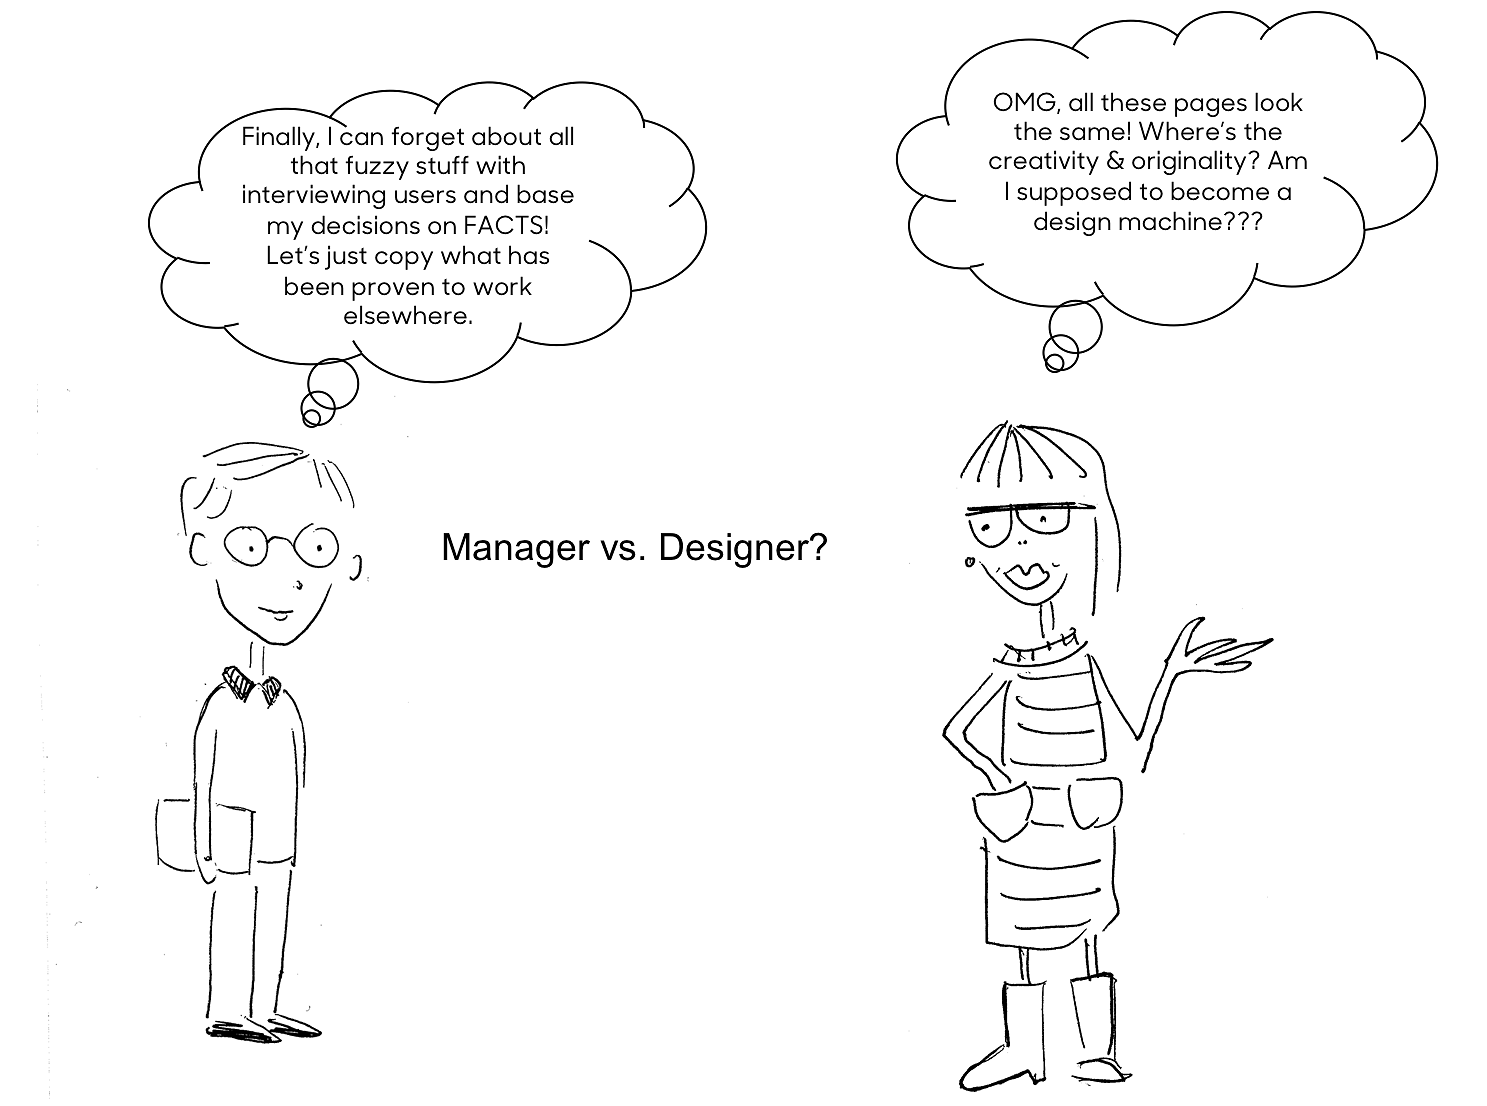 Finally, I can forget about all
that fuzzy stuff with
interviewing users and base
my decisions on FACTS!
Let's just copy what has
been proven to work
elsewhere.
OMG, all these pages look
the same! Where's the
creativity & originality? Am
I supposed to become a
design machine???
Manager vs. Designer?